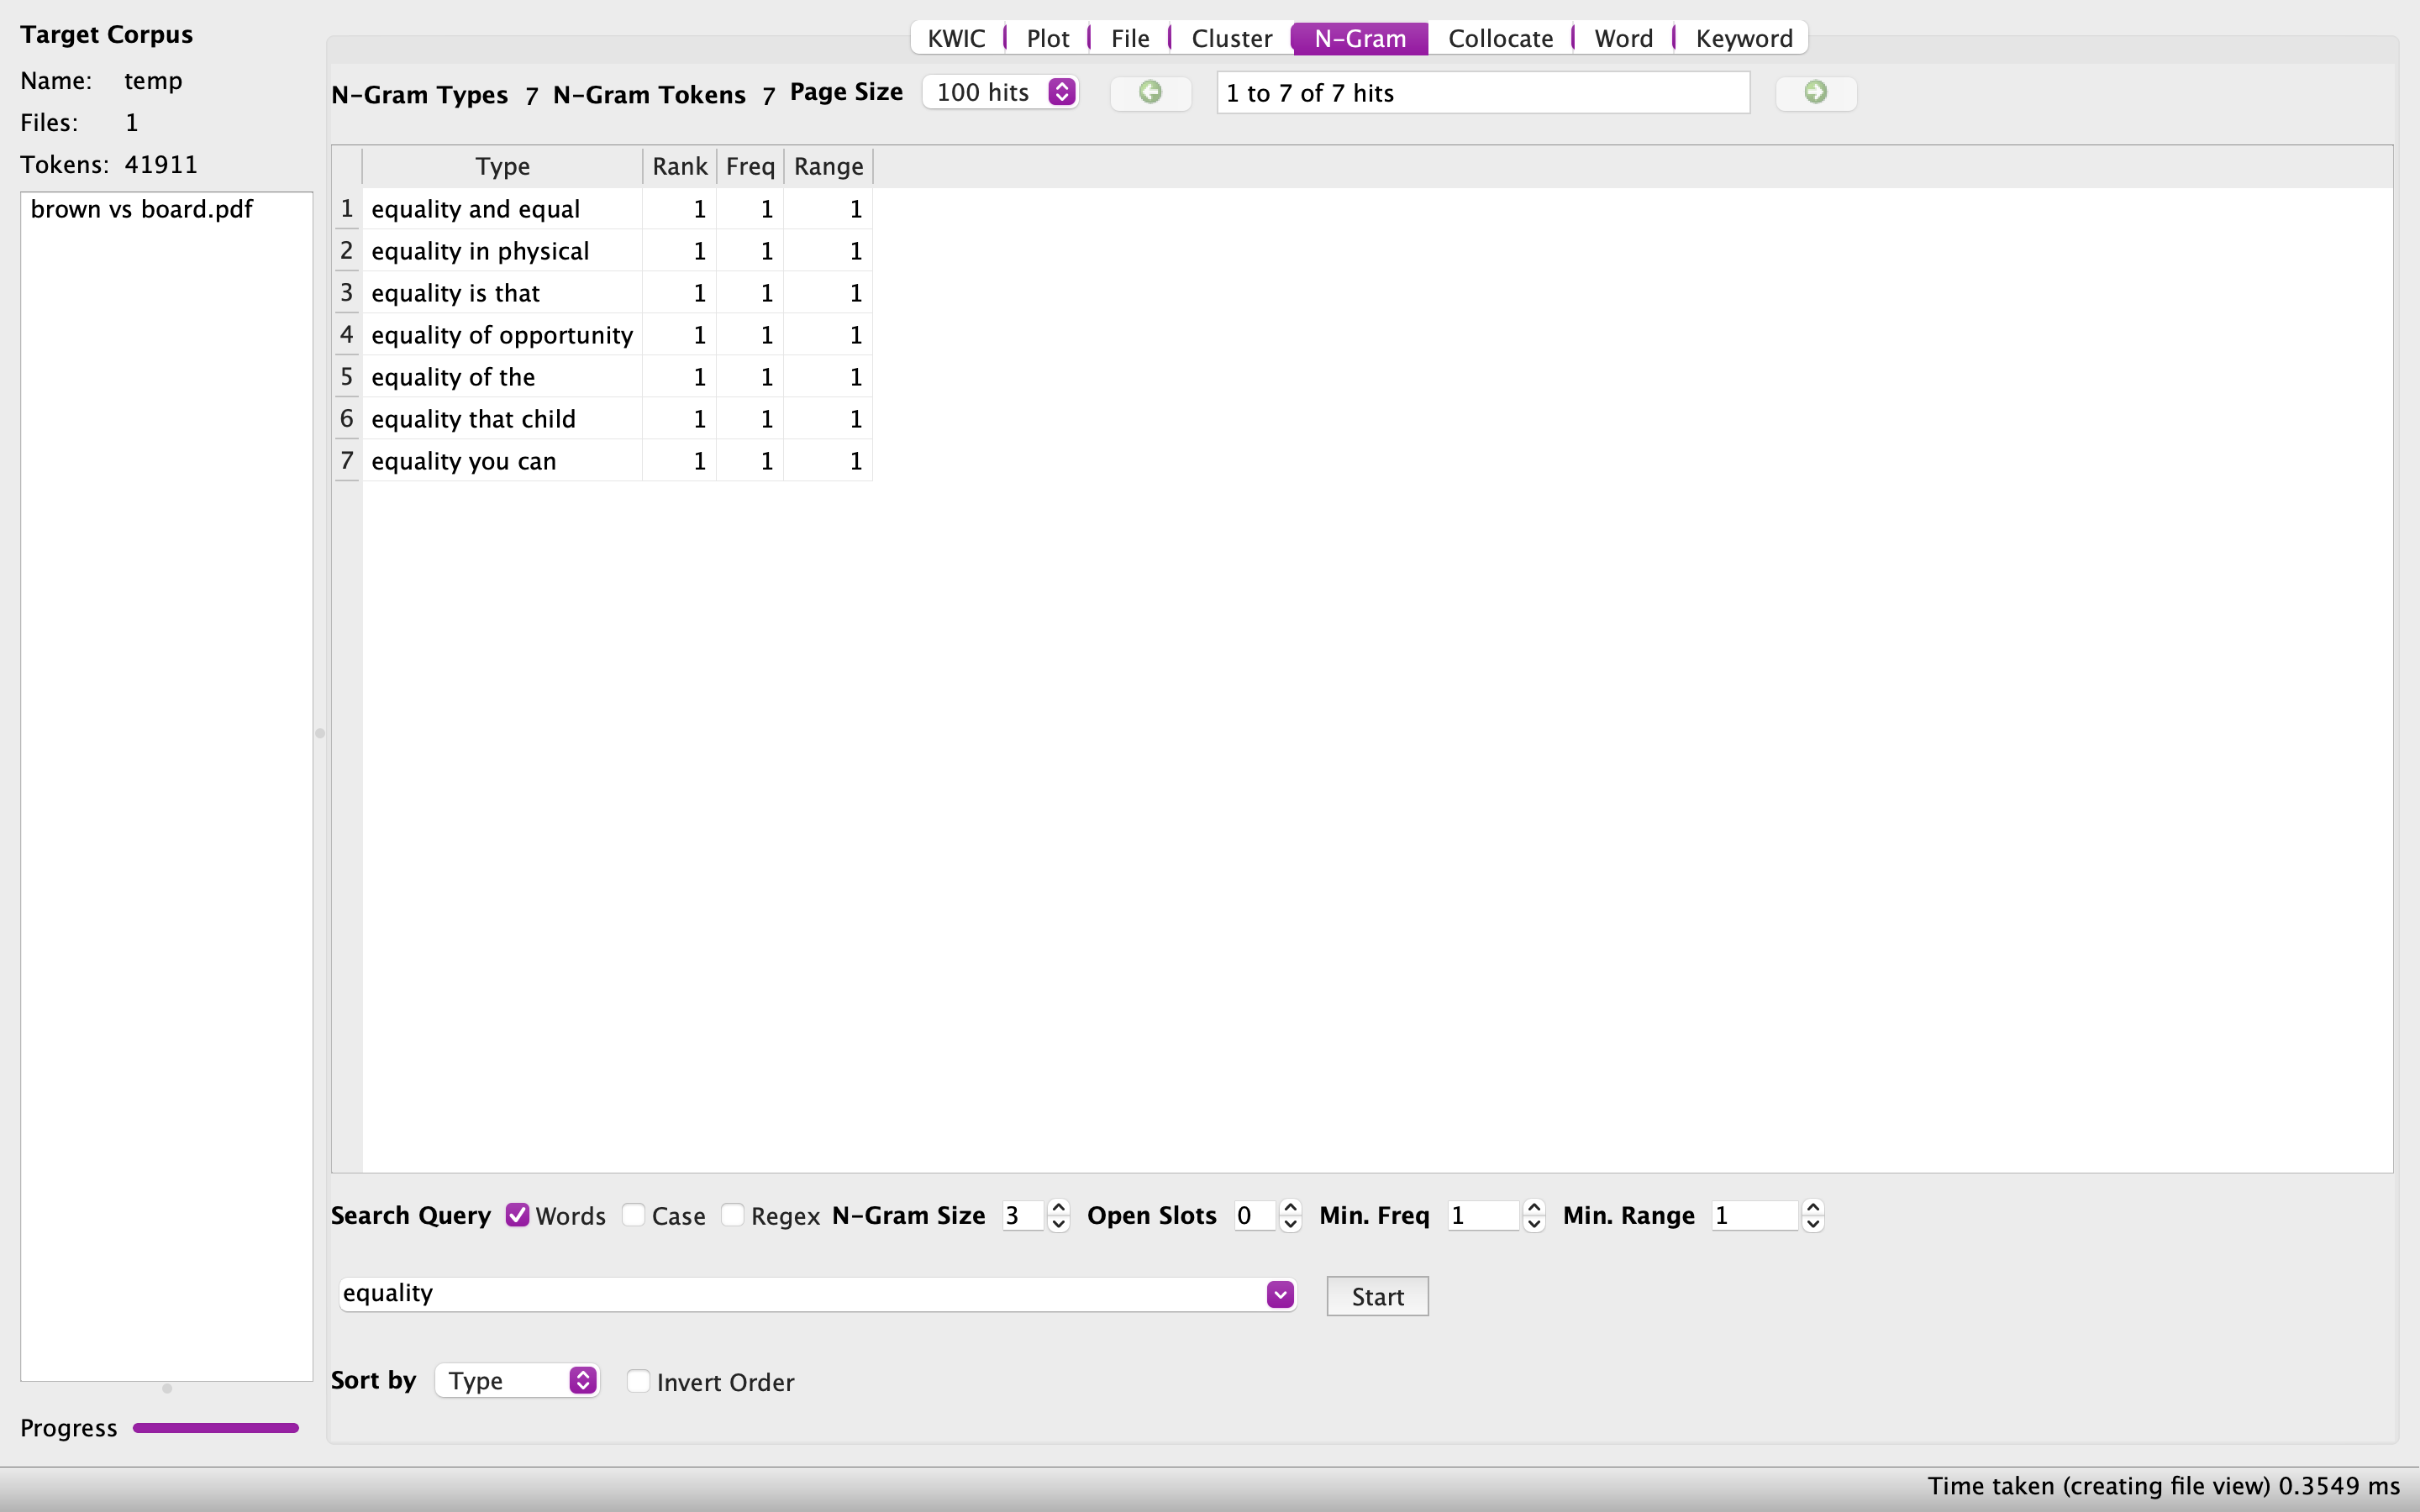 Target Corpus
Name: temp
Files: 1
Tokens: 41911
brown vs board.pdf
Progress
KWIC Plot File Cluster N-Gram Collocate Word Keyword
N-Gram Types 7 N-Gram Tokens 7 Page Size 100 hits 1 to 7 of 7 hits
Type Rank Freq Range
1 equality and equal 1 1 1
2 equality in physical 1 1 1
3 equality is that 1 1 1
4 equality of opportunity 1 1 1
5 equality of the 1 1 1
6 equality that child 1 1 1
7 equality you can 1 1 1
Search Query Words Case Regex N-Gram Size 3 Open Slots 0 Min. Freq 1 Min. Range 1
equality Start
Sort by Type Invert Order
Time taken (creating file view) 0.3549 ms